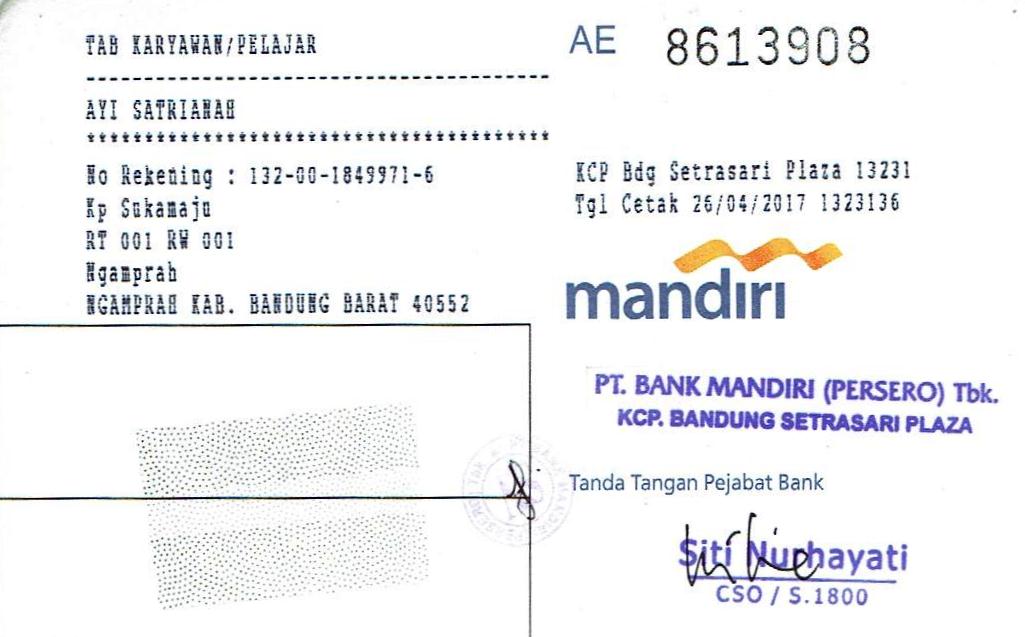 TAB KARYAWAN/PELAJAR
AE 8613908
AYI SATRIANAH
No Rekening : 132-00-1849971-6
Kp Sukamaju
RT 001 RW 001
Ngamprah
NGAMPRAH KAB. BANDUNG BARAT 40552
KCP Bdg Setrasari Plaza 13231
Tgl Cetak 26/04/2017 1323136
mandiri
PT. BANK MANDIRI (PERSERO) Tbk.
KCP. BANDUNG SETRASARI PLAZA
Tanda Tangan Pejabat Bank
Siti Nurhayati
CSO / S.1800